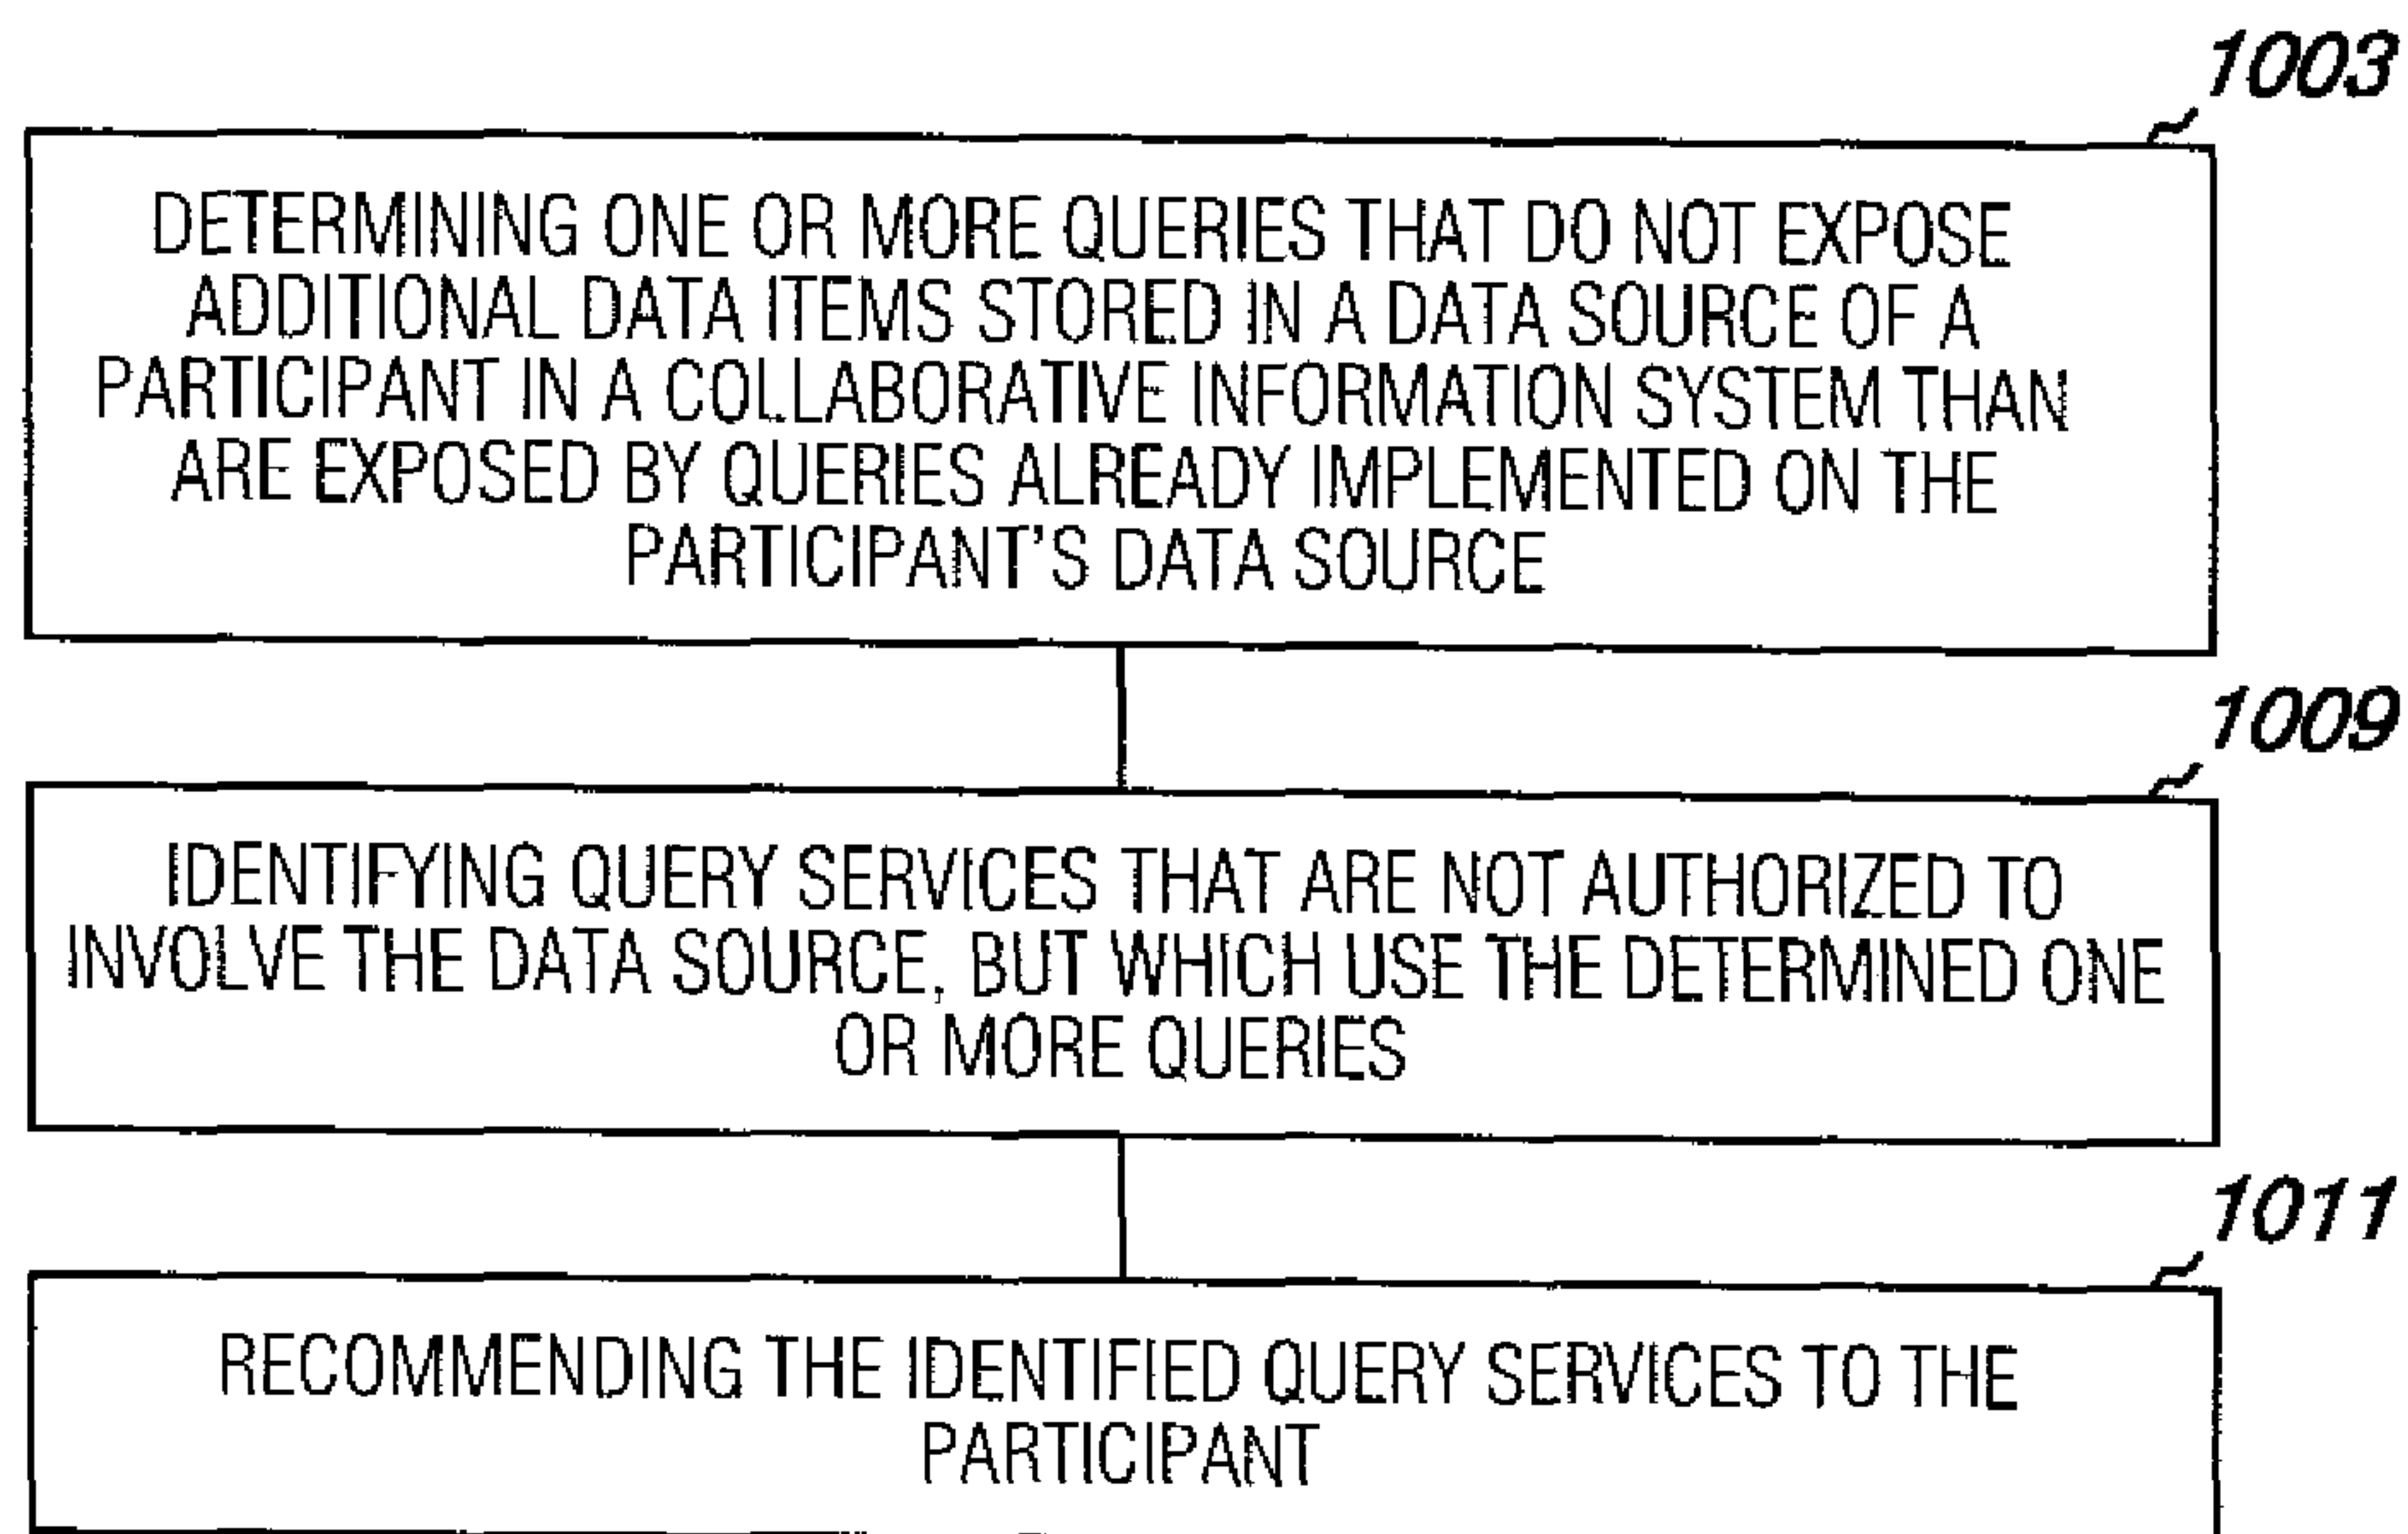 1003
DETERMINING ONE OR MORE QUERIES THAT DO NOT EXPOSE
ADDITIONAL DATA ITEMS STORED IN A DATA SOURCE OF A
PARTICIPANT IN A COLLABORATIVE INFORMATION SYSTEM THAN
ARE EXPOSED BY QUERIES ALREADY IMPLEMENTED ON THE
PARTICIPANT'S DATA SOURCE
1009
IDENTIFYING QUERY SERVICES THAT ARE NOT AUTHORIZED TO
INVOLVE THE DATA SOURCE, BUT WHICH USE THE DETERMINED ONE
OR MORE QUERIES
1011
RECOMMENDING THE IDENTIFIED QUERY SERVICES TO THE
PARTICIPANT